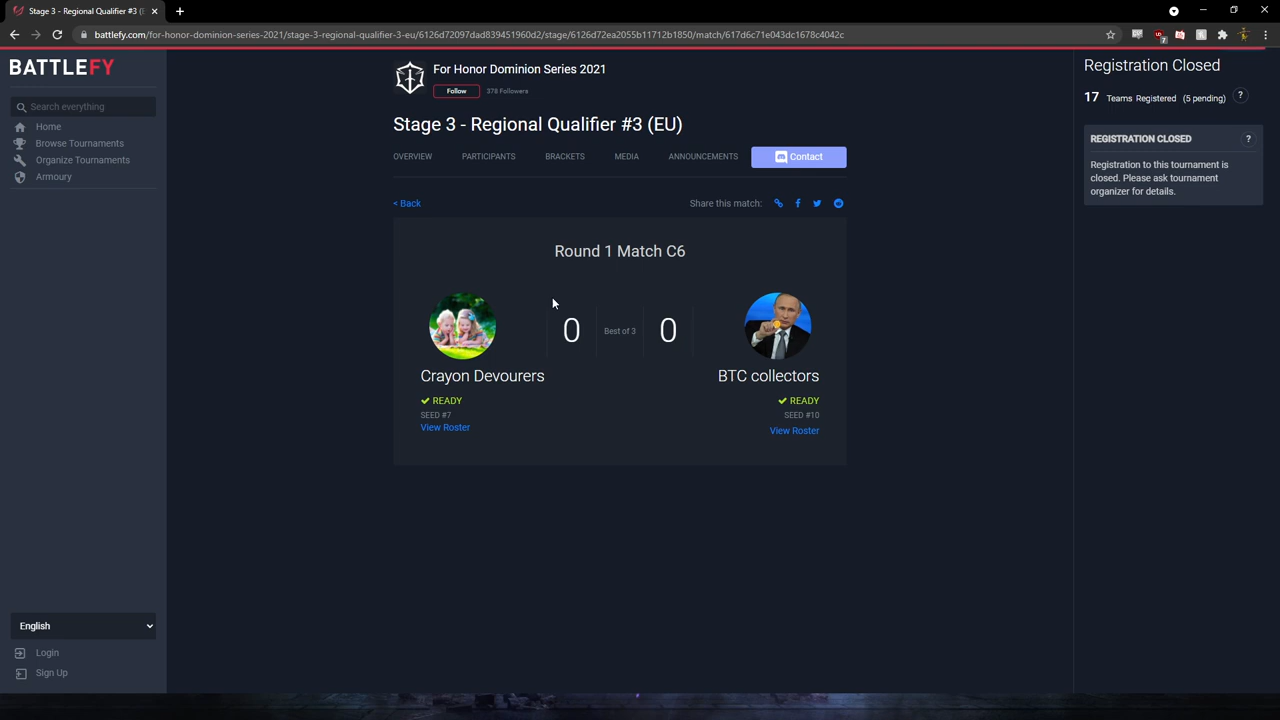 Stage 3 - Regional Qualifier #3 (E
battlefy.com/for-honor-dominion-series-2021/stage-3-regional-qualifier-3-eu/6126d72097dad839451960d2/stage/6126d72ea2055b11712b1850/match/617d6c71e043dc1678c4042c
BATTLEFY
Search everything
Home
Browse Tournaments
Organize Tournaments
Armoury
For Honor Dominion Series 2021
Follow 378 Followers
Stage 3 - Regional Qualifier #3 (EU)
OVERVIEW PARTICIPANTS BRACKETS MEDIA ANNOUNCEMENTS Contact
< Back Share this match:
Round 1 Match C6
0 Best of 3 0
Crayon Devourers BTC collectors
READY READY
SEED #7 SEED #10
View Roster View Roster
Registration Closed
17 Teams Registered (5 pending) ?
REGISTRATION CLOSED ?
Registration to this tournament is
closed. Please ask tournament
organizer for details.
English
Login
Sign Up